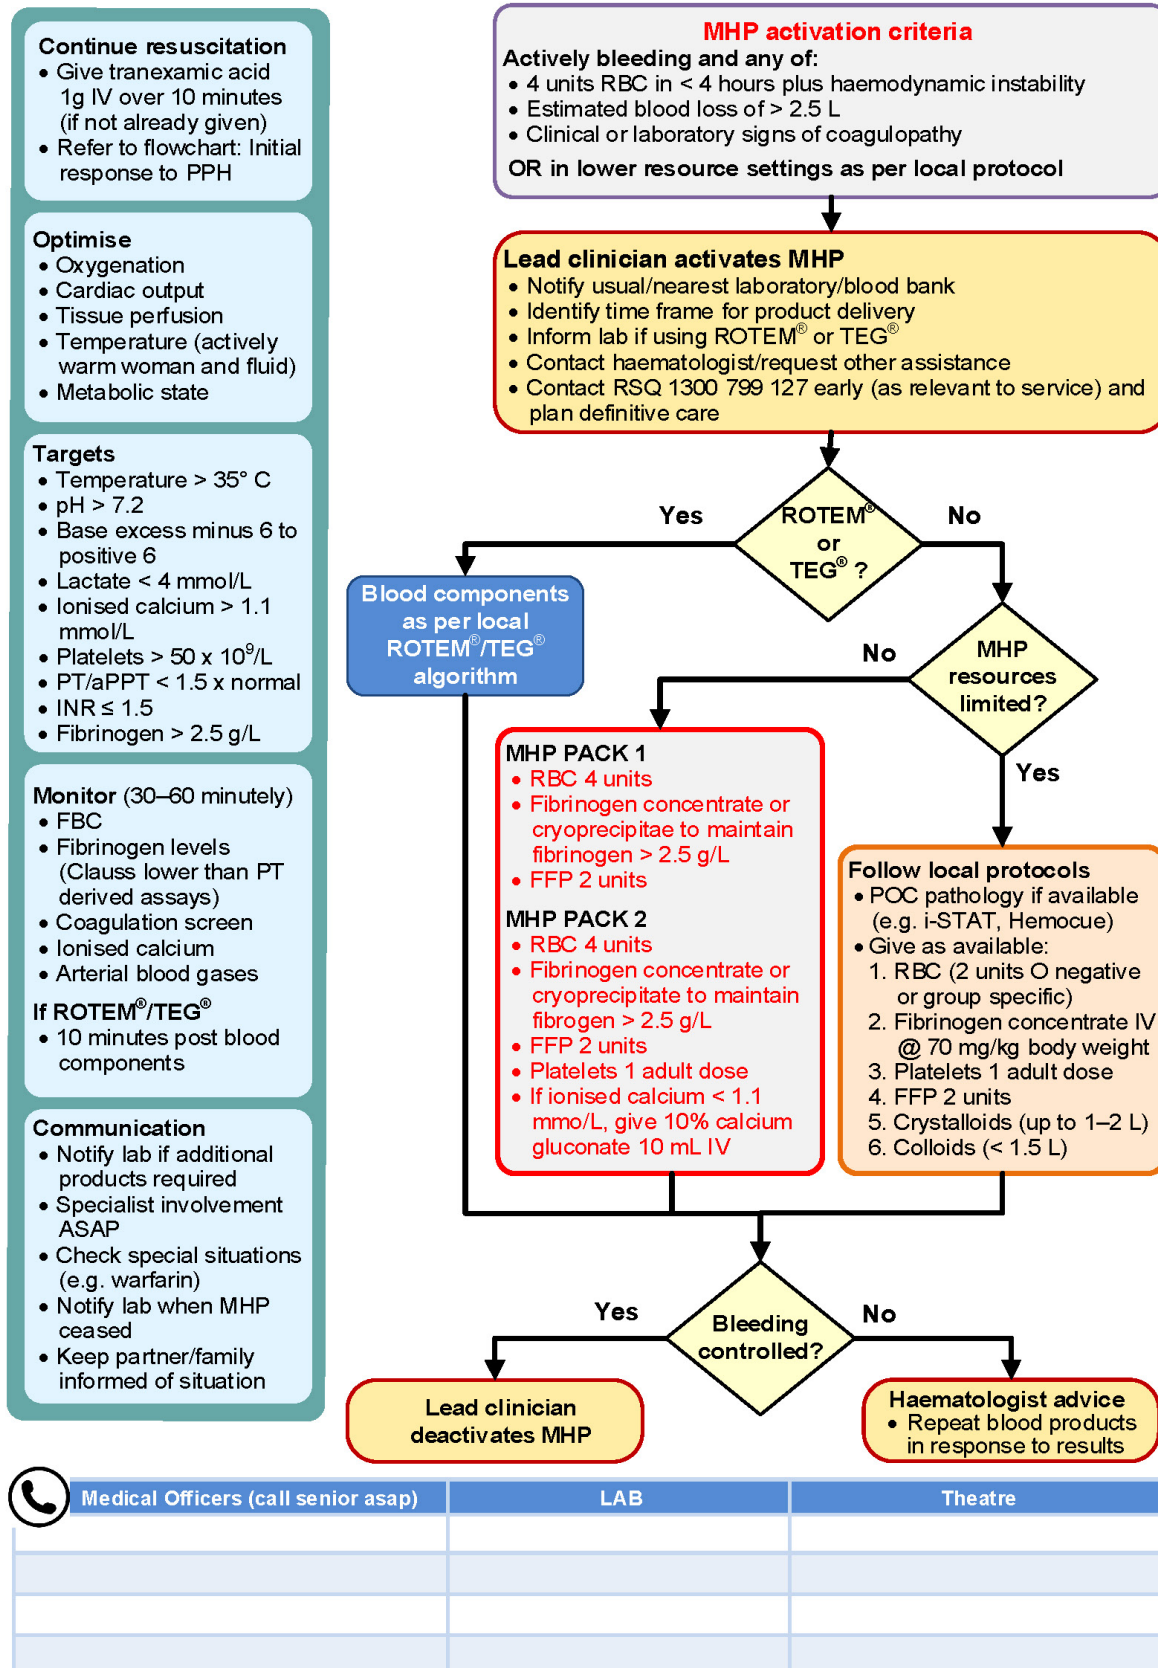 Continue resuscitation
• Give tranexamic acid
1g IV over 10 minutes
(if not already given)
• Refer to flowchart: Initial
response to PPH
Optimise
• Oxygenation
• Cardiac output
• Tissue perfusion
• Temperature (actively
warm woman and fluid)
• Metabolic state
Targets
• Temperature > 35° C
• pH > 7.2
• Base excess minus 6 to
positive 6
• Lactate < 4 mmol/L
• Ionised calcium > 1.1
mmol/L
• Platelets > 50 x 10⁹/L
• PT/aPPT < 1.5 x normal
• INR ≤ 1.5
• Fibrinogen > 2.5 g/L
Monitor (30–60 minutely)
• FBC
• Fibrinogen levels
(Clauss lower than PT
derived assays)
• Coagulation screen
• Ionised calcium
• Arterial blood gases
If ROTEM®/TEG®
• 10 minutes post blood
components
Communication
• Notify lab if additional
products required
• Specialist involvement
ASAP
• Check special situations
(e.g. warfarin)
• Notify lab when MHP
ceased
• Keep partner/family
informed of situation
MHP activation criteria
Actively bleeding and any of:
• 4 units RBC in < 4 hours plus haemodynamic instability
• Estimated blood loss of > 2.5 L
• Clinical or laboratory signs of coagulopathy
OR in lower resource settings as per local protocol
Lead clinician activates MHP
• Notify usual/nearest laboratory/blood bank
• Identify time frame for product delivery
• Inform lab if using ROTEM® or TEG®
• Contact haematologist/request other assistance
• Contact RSQ 1300 799 127 early (as relevant to service) and
plan definitive care
ROTEM®
or
TEG® ?
Yes
No
Blood components
as per local
ROTEM®/TEG®
algorithm
MHP
resources
limited?
No
Yes
MHP PACK 1
• RBC 4 units
• Fibrinogen concentrate or
cryoprecipitae to maintain
fibrinogen > 2.5 g/L
• FFP 2 units
MHP PACK 2
• RBC 4 units
• Fibrinogen concentrate or
cryoprecipitate to maintain
fibrogen > 2.5 g/L
• FFP 2 units
• Platelets 1 adult dose
• If ionised calcium < 1.1
mmo/L, give 10% calcium
gluconate 10 mL IV
Follow local protocols
• POC pathology if available
(e.g. i-STAT, Hemocue)
• Give as available:
1. RBC (2 units O negative
or group specific)
2. Fibrinogen concentrate IV
@ 70 mg/kg body weight
3. Platelets 1 adult dose
4. FFP 2 units
5. Crystalloids (up to 1–2 L)
6. Colloids (< 1.5 L)
Bleeding
controlled?
Yes
No
Lead clinician
deactivates MHP
Haematologist advice
• Repeat blood products
in response to results
Medical Officers (call senior asap)
LAB
Theatre